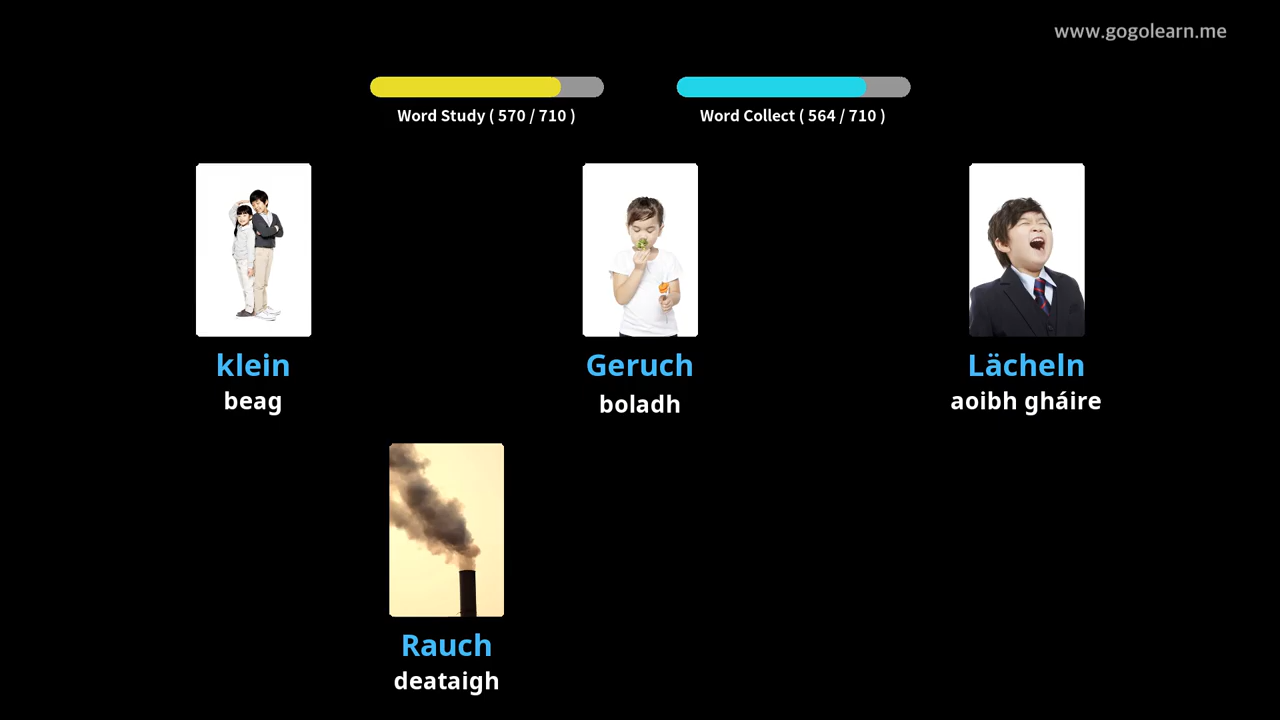 www.gogolearn.me
Word Study ( 570 / 710 )
Word Collect ( 564 / 710 )
klein
beag
Geruch
boladh
Lächeln
aoibh gháire
Rauch
deataigh